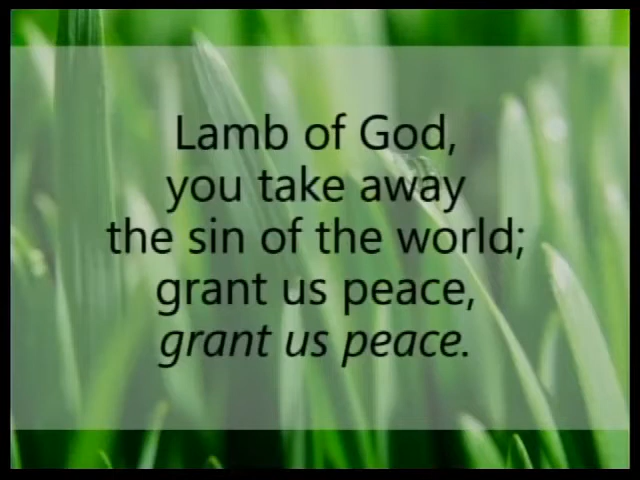 Lamb of God,
you take away
the sin of the world;
grant us peace,
grant us peace.